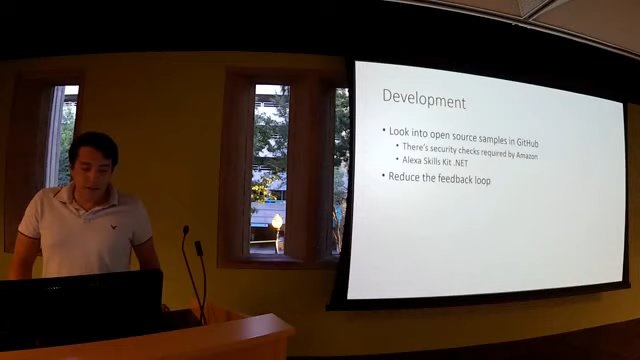 Development
• Look into open source samples in GitHub
• There's security checks required by Amazon
• Alexa Skills Kit .NET
• Reduce the feedback loop